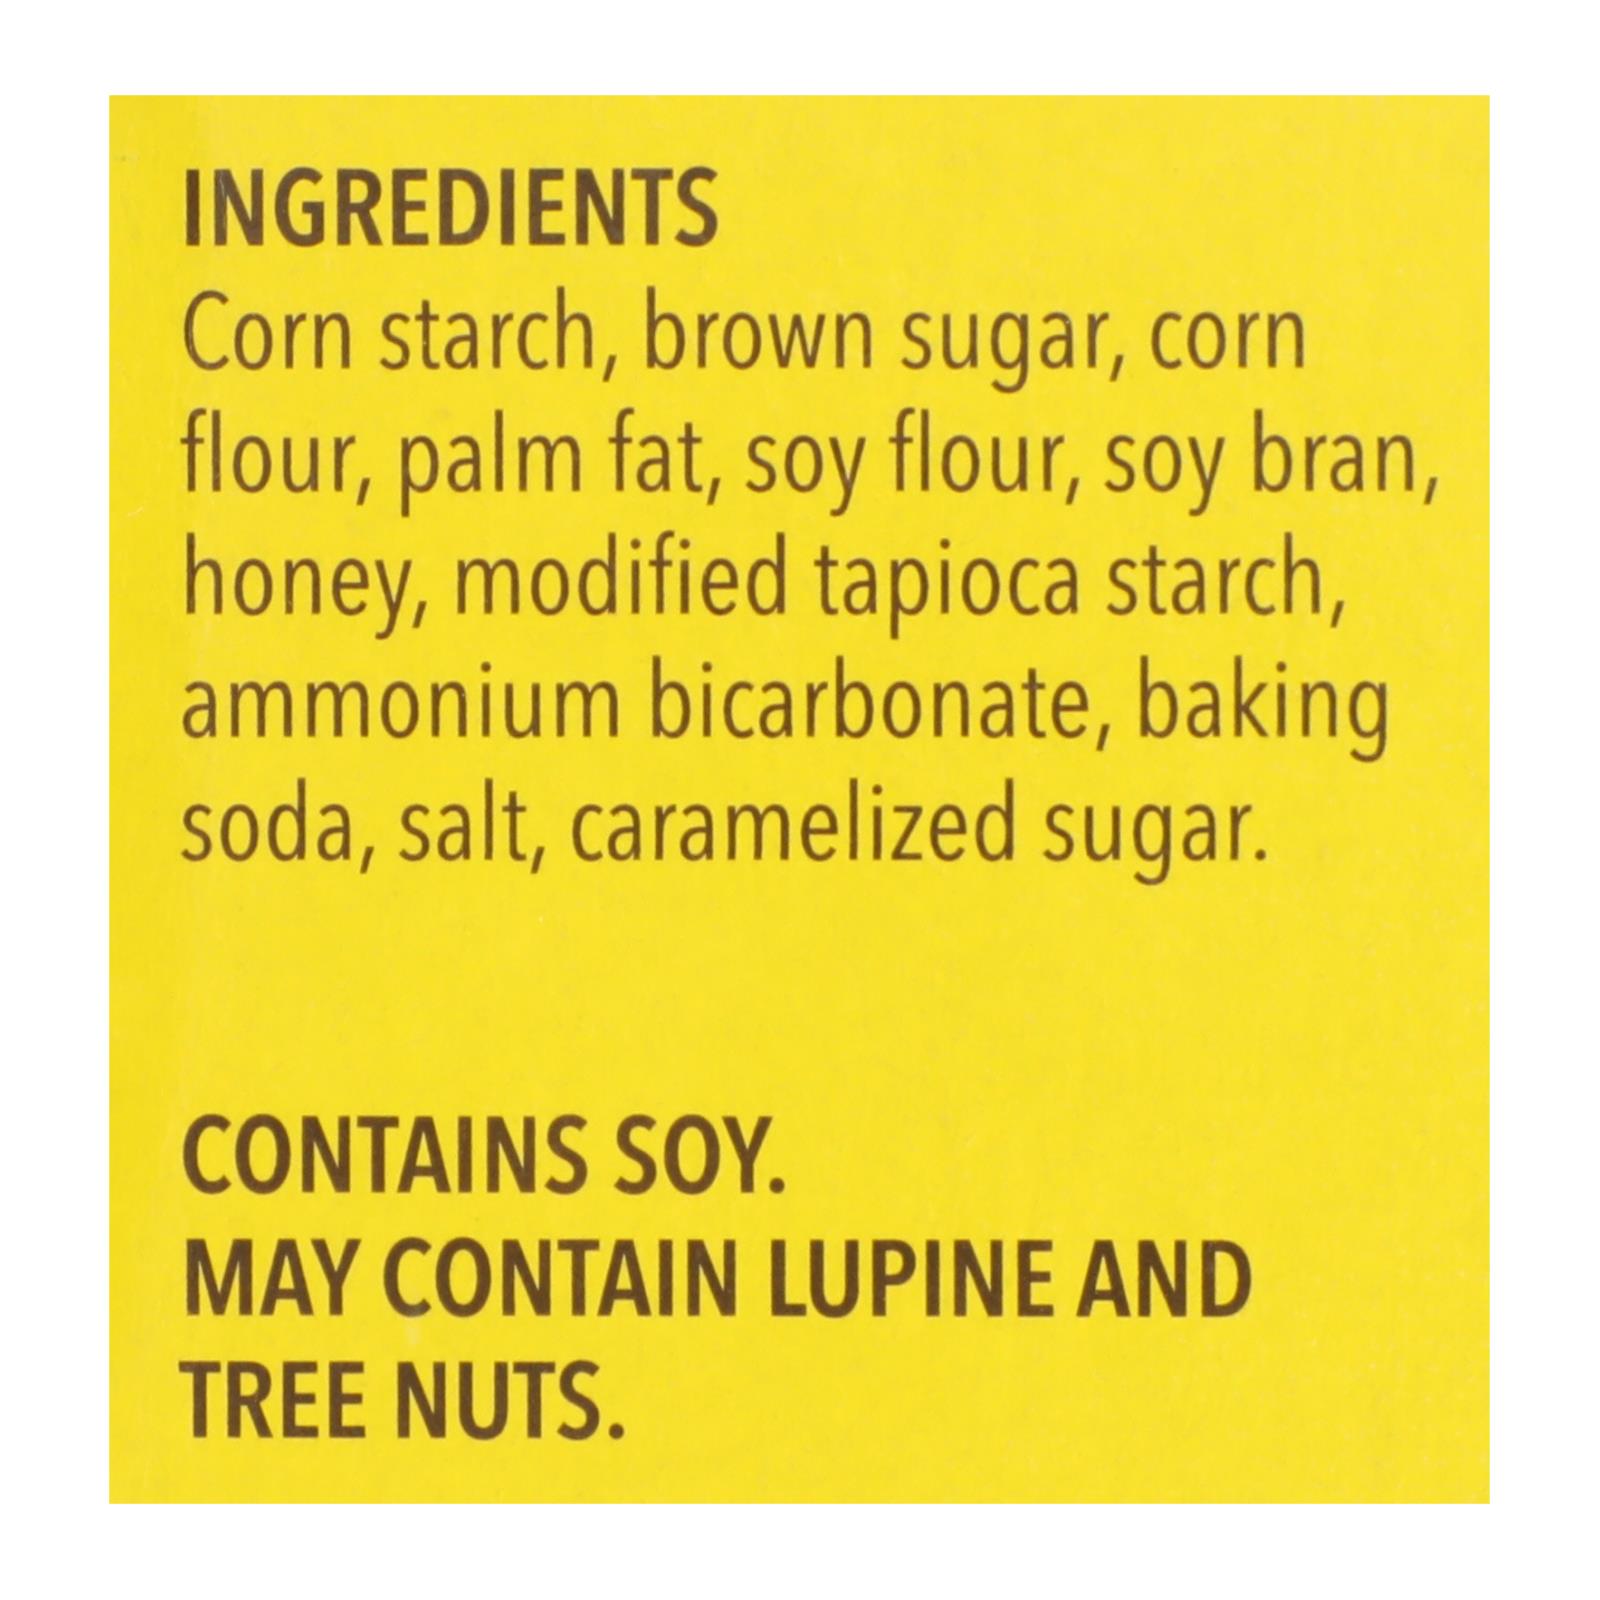 INGREDIENTS
Corn starch, brown sugar, corn
flour, palm fat, soy flour, soy bran,
honey, modified tapioca starch,
ammonium bicarbonate, baking
soda, salt, caramelized sugar.
CONTAINS SOY.
MAY CONTAIN LUPINE AND
TREE NUTS.